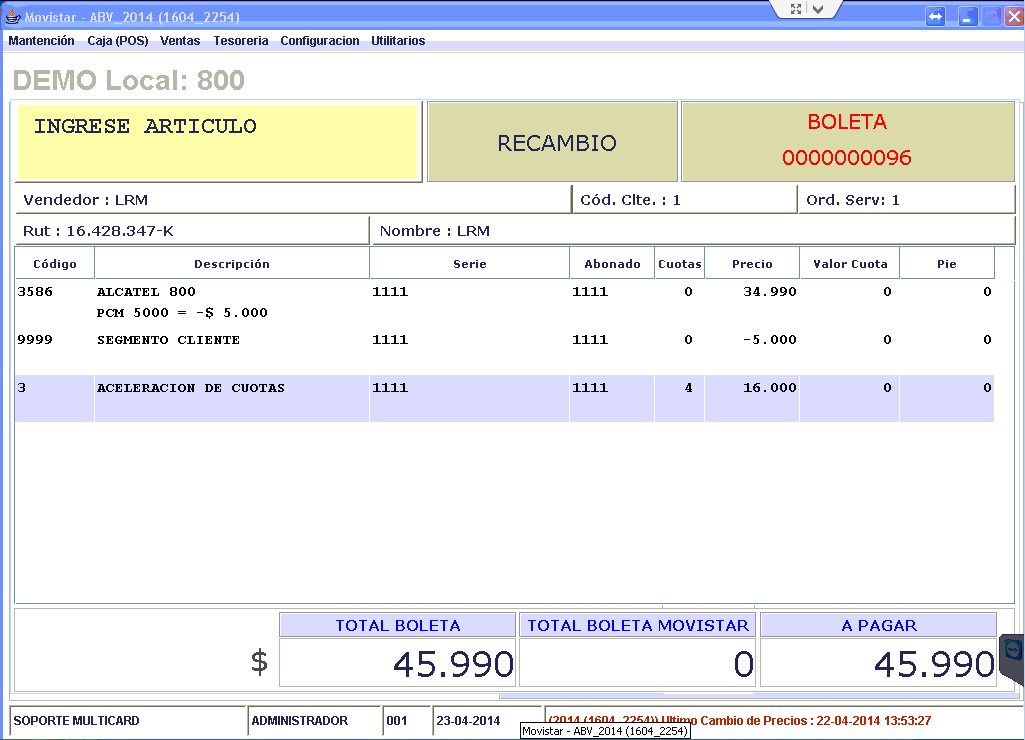 Movistar - ABV_2014 (1604_2254)
Mantención Caja (POS) Ventas Tesoreria Configuracion Utilitarios
DEMO Local: 800
INGRESE ARTICULO
RECAMBIO
BOLETA
0000000096
Vendedor : LRM Cód. Clte. : 1 Ord. Serv: 1
Rut : 16.428.347-K Nombre : LRM
Código Descripción Serie Abonado Cuotas Precio Valor Cuota Pie
3586 ALCATEL 800 1111 1111 0 34.990 0 0
PCM 5000 = -$ 5.000
9999 SEGMENTO CLIENTE 1111 1111 0 -5.000 0 0
3 ACELERACION DE CUOTAS 1111 1111 4 16.000 0 0
TOTAL BOLETA TOTAL BOLETA MOVISTAR A PAGAR
$ 45.990 0 45.990
SOPORTE MULTICARD ADMINISTRADOR 001 23-04-2014 (2014 (1604_2254)) Ultimo Cambio de Precios : 22-04-2014 13:53:27
Movistar - ABV_2014 (1604_2254)